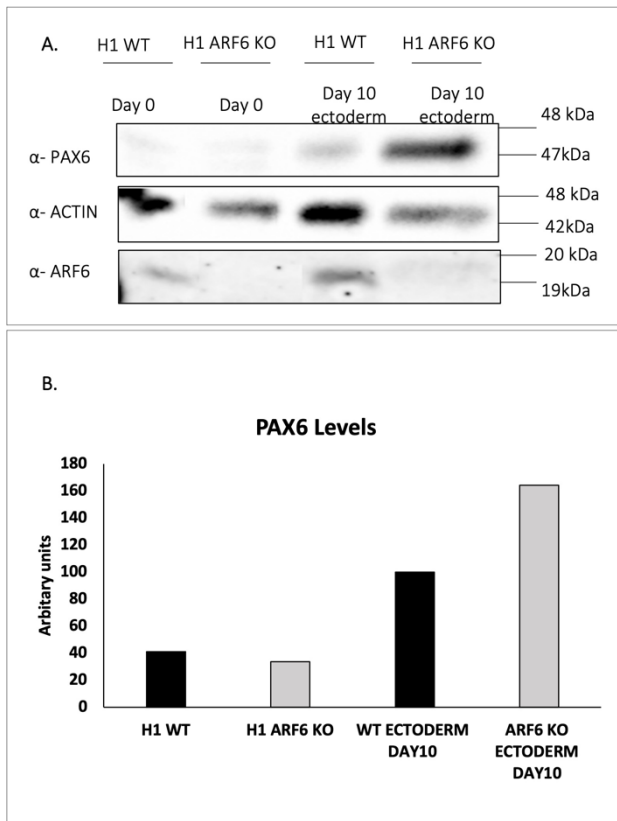 A.
H1 WT H1 ARF6 KO H1 WT H1 ARF6 KO
Day 0 Day 0 Day 10 ectoderm Day 10 ectoderm
48 kDa
α- PAX6 47kDa
48 kDa
α- ACTIN 42kDa
20 kDa
α- ARF6 19kDa
B.
PAX6 Levels
180
160
140
120
100
80
60
40
20
0
Arbitary units
H1 WT H1 ARF6 KO WT ECTODERM DAY10 ARF6 KO ECTODERM DAY10